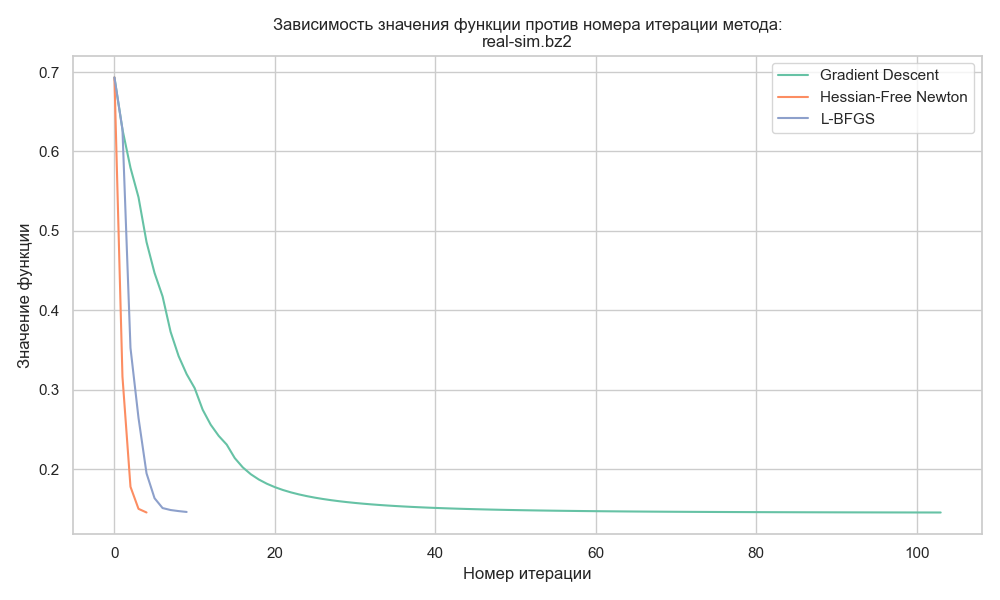 Зависимость значения функции против номера итерации метода:
real-sim.bz2
Gradient Descent
Hessian-Free Newton
L-BFGS
Значение функции
0.7
0.6
0.5
0.4
0.3
0.2
0
20
40
60
80
100
Номер итерации